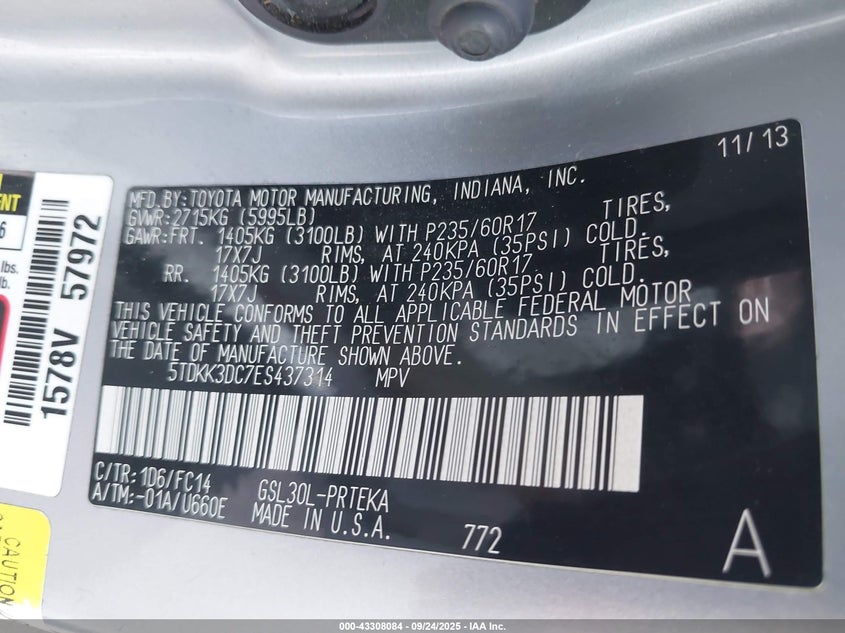 11/13
MFD.BY: TOYOTA MOTOR MANUFACTURING, INDIANA, INC.
GVWR: 2715KG (5995LB)
GAWR: FRT. 1405KG (3100LB) WITH P235/60R17 TIRES,
17X7J RIMS, AT 240KPA (35PSI) COLD.
RR. 1405KG (3100LB) WITH P235/60R17 TIRES,
17X7J RIMS, AT 240KPA (35PSI) COLD.
THIS VEHICLE CONFORMS TO ALL APPLICABLE FEDERAL MOTOR
VEHICLE SAFETY AND THEFT PREVENTION STANDARDS IN EFFECT ON
THE DATE OF MANUFACTURE SHOWN ABOVE.
5TDKK3DC7ES437314 MPV
C/TR: 1D6/FC14
A/TM:-01A/U660E
GSL30L-PRTEKA
MADE IN U.S.A.
772
A
1578V 57972
6
lbs.
lb.
CAUTION
000-43308084 - 09/24/2025 - IAA Inc.